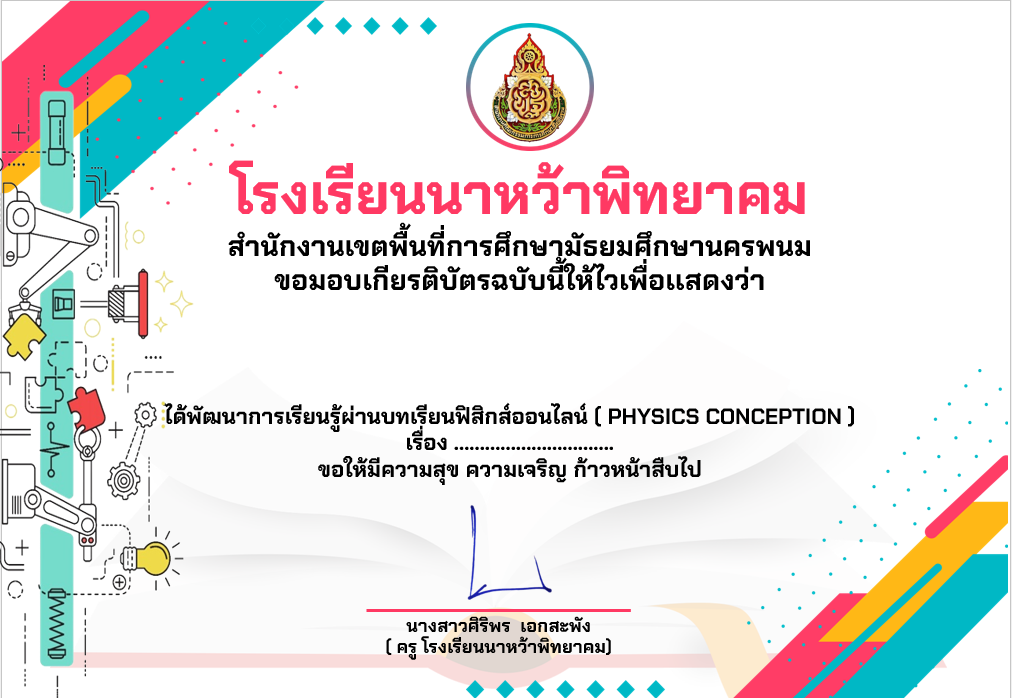 โรงเรียนนาหว้าพิทยาคม
สำนักงานเขตพื้นที่การศึกษามัธยมศึกษานครพนม
ขอมอบเกียรติบัตรฉบับนี้ให้ไว้เพื่อแสดงว่า
ได้พัฒนาการเรียนรู้ผ่านบทเรียนฟิสิกส์ออนไลน์ ( PHYSICS CONCEPTION )
เรื่อง ...............................
ขอให้มีความสุข ความเจริญ ก้าวหน้าสืบไป
นางสาวศิริพร เอกสะพัง
( ครู โรงเรียนนาหว้าพิทยาคม)